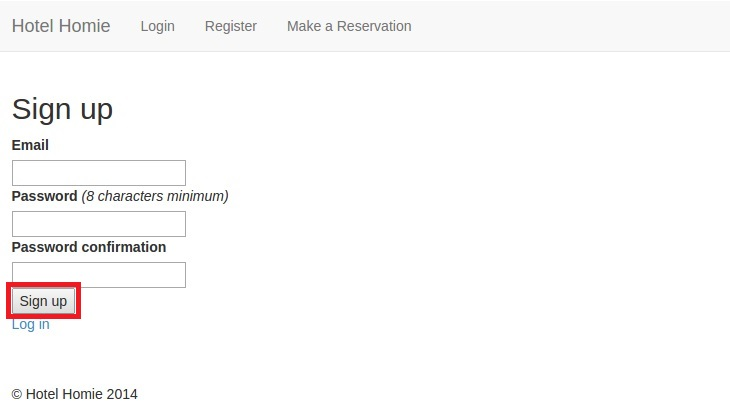 Hotel Homie Login Register Make a Reservation
Sign up
Email
Password (8 characters minimum)
Password confirmation
Sign up
Log in
© Hotel Homie 2014